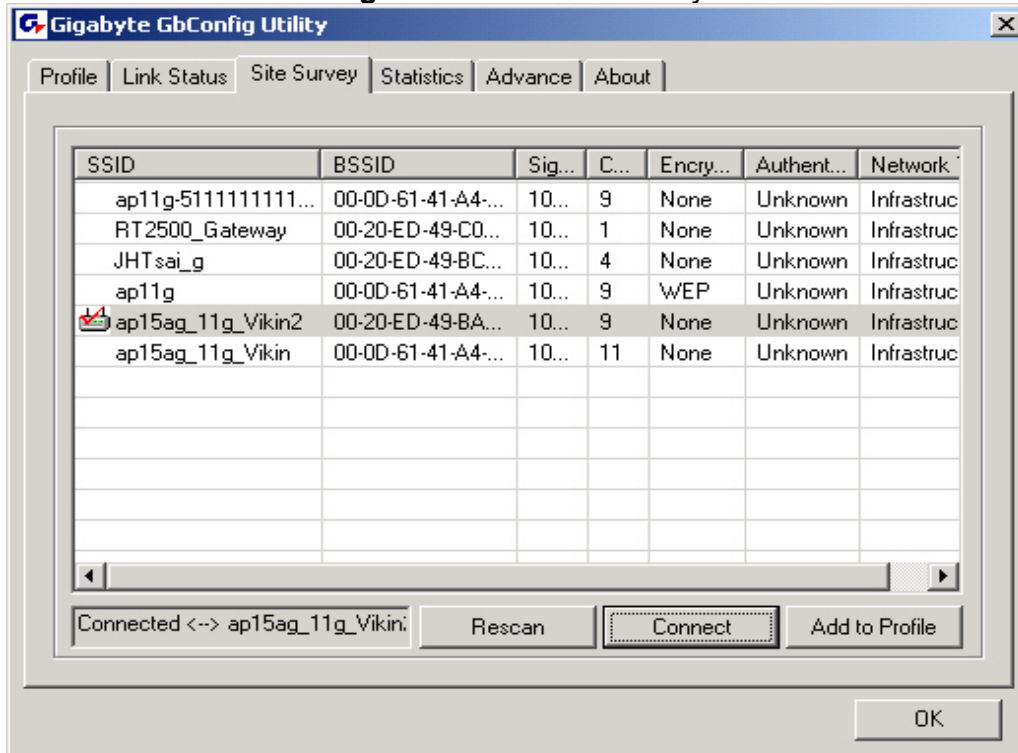 Gigabyte GbConfig Utility
Profile Link Status Site Survey Statistics Advance About
SSID BSSID Sig... C... Encry... Authent... Network
ap11g-5111111111... 00-0D-61-41-A4-... 10... 9 None Unknown Infrastruc
RT2500_Gateway 00-20-ED-49-C0... 10... 1 None Unknown Infrastruc
JHTsai_g 00-20-ED-49-BC... 10... 4 None Unknown Infrastruc
ap11g 00-0D-61-41-A4-... 10... 9 WEP Unknown Infrastruc
ap15ag_11g_Vikin2 00-20-ED-49-BA... 10... 9 None Unknown Infrastruc
ap15ag_11g_Vikin 00-0D-61-41-A4-... 10... 11 None Unknown Infrastruc
Connected <--> ap15ag_11g_Vikin Rescan Connect Add to Profile
OK